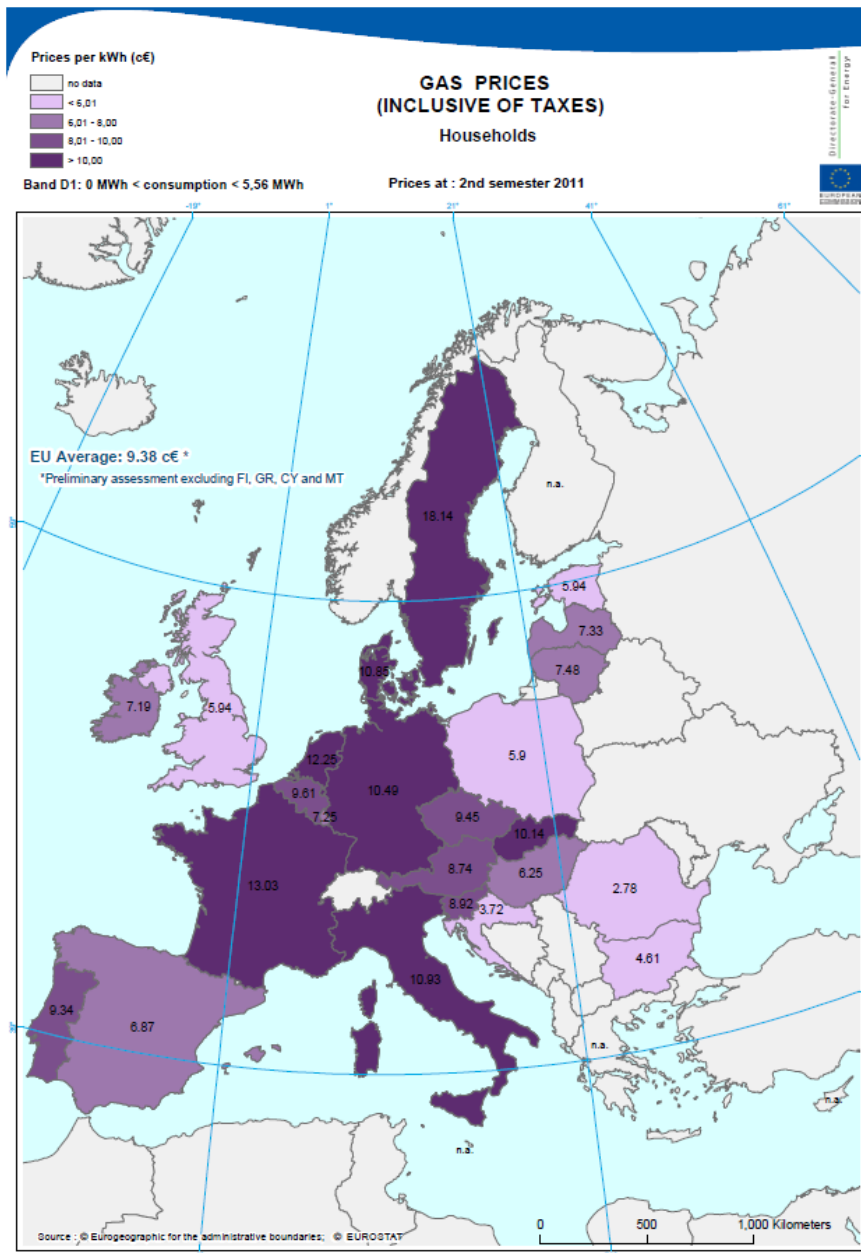 Prices per kWh (c€)
no data
< 6,01
6,01 - 8,00
8,01 - 10,00
> 10,00
Band D1: 0 MWh < consumption < 5,56 MWh
GAS PRICES
(INCLUSIVE OF TAXES)
Households
Prices at : 2nd semester 2011
Directorate-General
for Energy
EUROPEAN
COMMISSION
-19°
1°
21°
41°
61°
EU Average: 9.38 c€ *
*Preliminary assessment excluding FI, GR, CY and MT
n.a.
18.14
5.94
7.33
7.48
10.85
7.19
5.94
5.9
12.25
10.49
9.61
7.25
9.45
10.14
8.74
6.25
13.03
2.78
8.92
3.72
4.61
10.93
9.34
6.87
n.a.
n.a.
n.a.
Source : © Eurogeographic for the administrative boundaries; © EUROSTAT
0 500 1,000 Kilometers